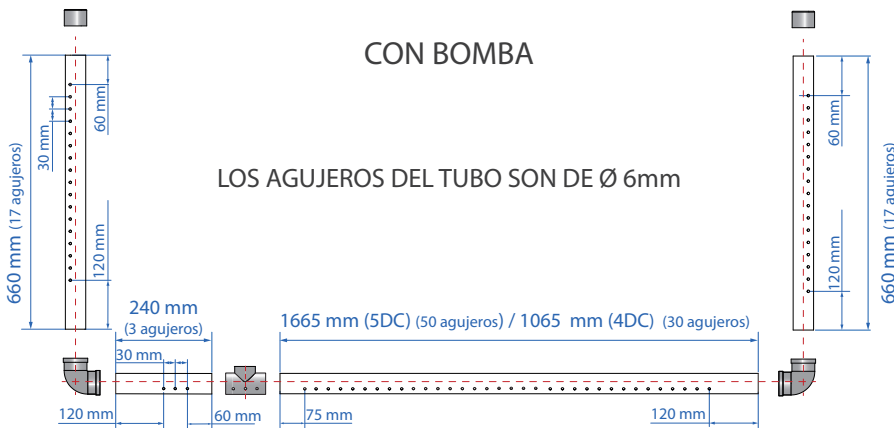 CON BOMBA
LOS AGUJEROS DEL TUBO SON DE Ø 6mm
660 mm (17 agujeros)
30 mm
60 mm
120 mm
60 mm
120 mm
660 mm (17 agujeros)
240 mm
(3 agujeros)
30 mm
120 mm
60 mm
1665 mm (5DC) (50 agujeros) / 1065 mm (4DC) (30 agujeros)
75 mm
120 mm